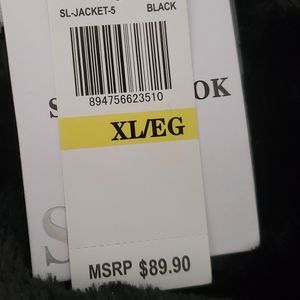 SL-JACKET-5 BLACK
894756623510
XL/EG
MSRP $89.90